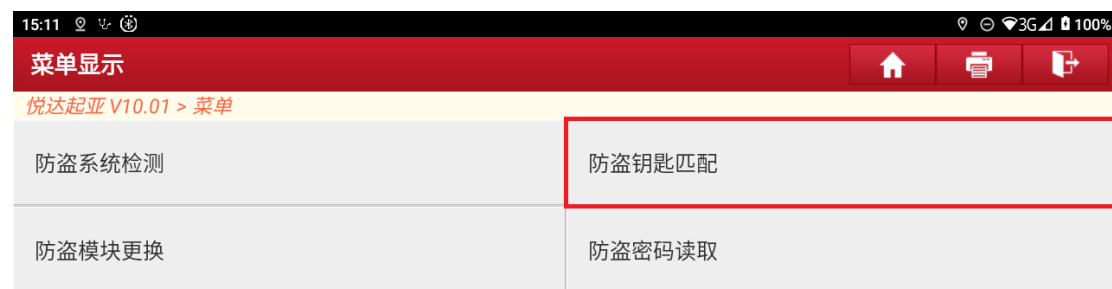 15:11 3G 100%
菜单显示
悦达起亚 V10.01 > 菜单
防盗系统检测 防盗钥匙匹配
防盗模块更换 防盗密码读取